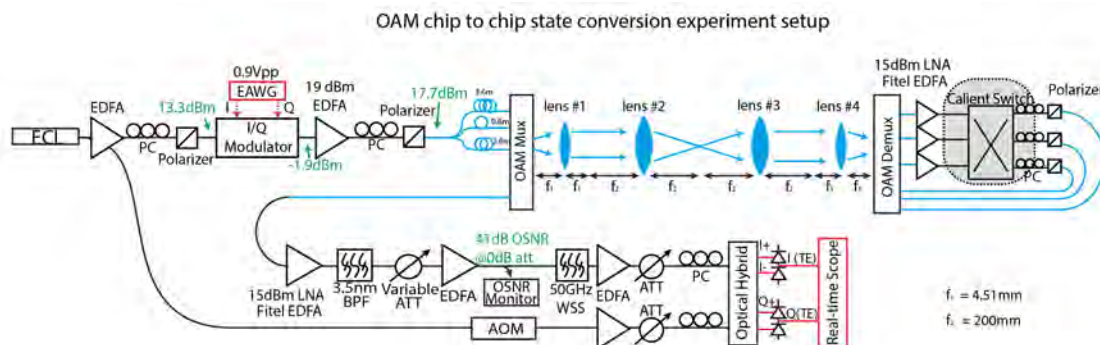 OAM chip to chip state conversion experiment setup
0.9Vpp
EAWG
I
Q
EDFA
13.3dBm
19 dBm
EDFA
Polarizer
17.7dBm
lens #1
lens #2
lens #3
lens #4
15dBm LNA
Fitel EDFA
Calient Switch
Polarizer
ECL
PC
Polarizer
I/Q
Modulator
-1.9dBm
PC
OAM Mux
OAM Demux
PC
f₁
f₁
f₂
f₂
f₂
f₂
f₁
f₁
15dBm LNA
Fitel EDFA
3.5nm
BPF
Variable
ATT
EDFA
dB OSNR
@0dB att
OSNR
Monitor
50GHz
WSS
EDFA
ATT
PC
Optical Hybrid
I+
I-
I (TE)
Q+
Q-
Q(TE)
Real-time Scope
AOM
EDFA
ATT
f₁ = 4.51mm
f₂ = 200mm